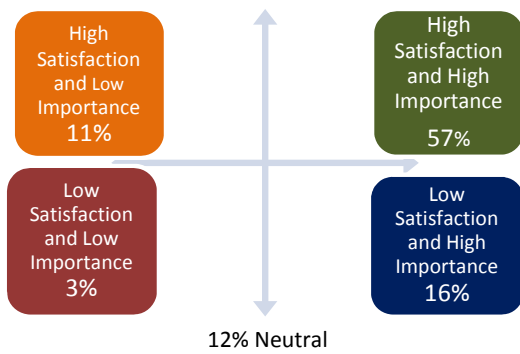 High
Satisfaction
and Low
Importance
11%
High
Satisfaction
and High
Importance
57%
Low
Satisfaction
and Low
Importance
3%
Low
Satisfaction
and High
Importance
16%
12% Neutral